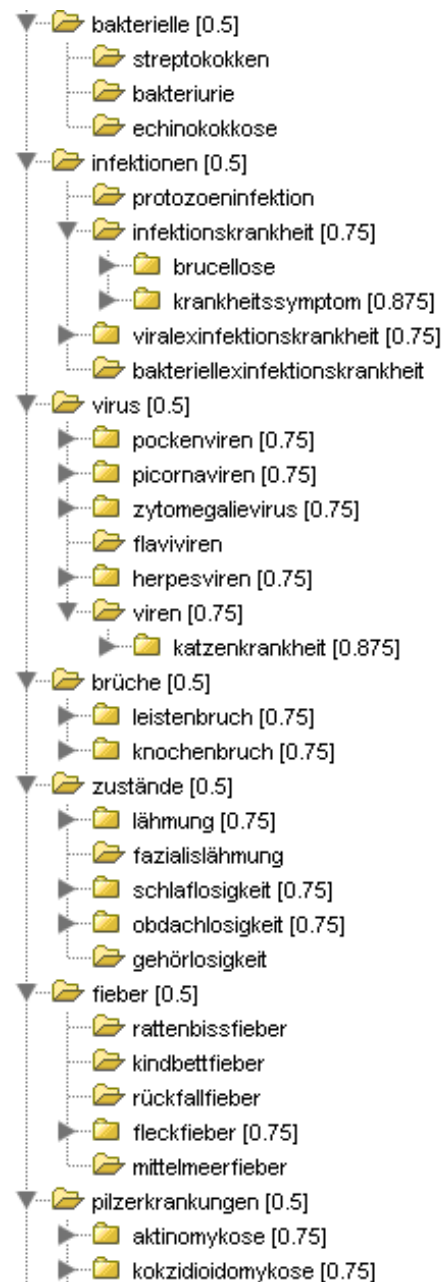 bakterielle [0.5]
streptokokken
bakteriurie
echinokokkose
infektionen [0.5]
protozoeninfektion
infektionskrankheit [0.75]
brucellose
krankheitssymptom [0.875]
viralexinfektionskrankheit [0.75]
bakteriellexinfektionskrankheit
virus [0.5]
pockenviren [0.75]
picornaviren [0.75]
zytomegalievirus [0.75]
flaviviren
herpesviren [0.75]
viren [0.75]
katzenkrankheit [0.875]
brüche [0.5]
leistenbruch [0.75]
knochenbruch [0.75]
zustände [0.5]
lähmung [0.75]
fazialislähmung
schlaflosigkeit [0.75]
obdachlosigkeit [0.75]
gehörlosigkeit
fieber [0.5]
rattenbissfieber
kindbettfieber
rückfallfieber
fleckfieber [0.75]
mittelmeerfieber
pilzerkrankungen [0.5]
aktinomykose [0.75]
kokzidioidomykose [0.75]